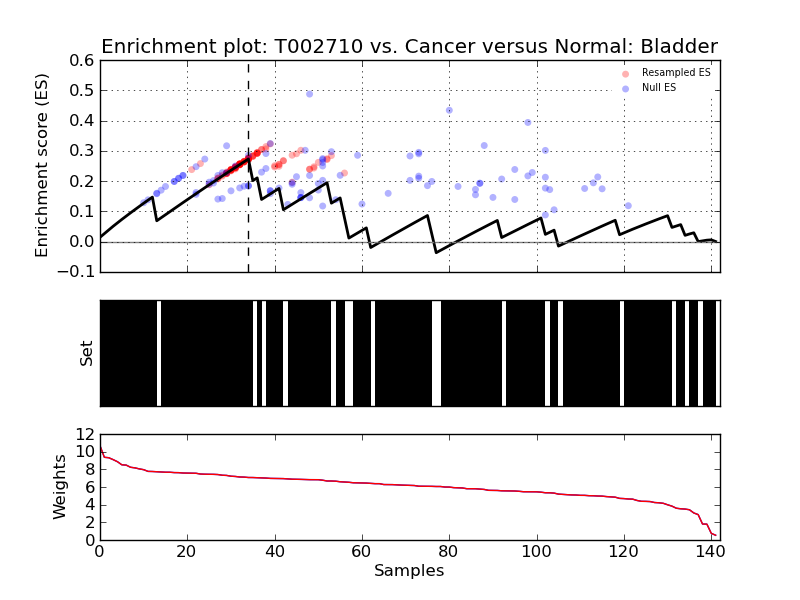 Enrichment plot: T002710 vs. Cancer versus Normal: Bladder
Enrichment score (ES)
0.6
0.5
0.4
0.3
0.2
0.1
0.0
−0.1
Resampled ES
Null ES
Set
Weights
12
10
8
6
4
2
0
0 20 40 60 80 100 120 140
Samples